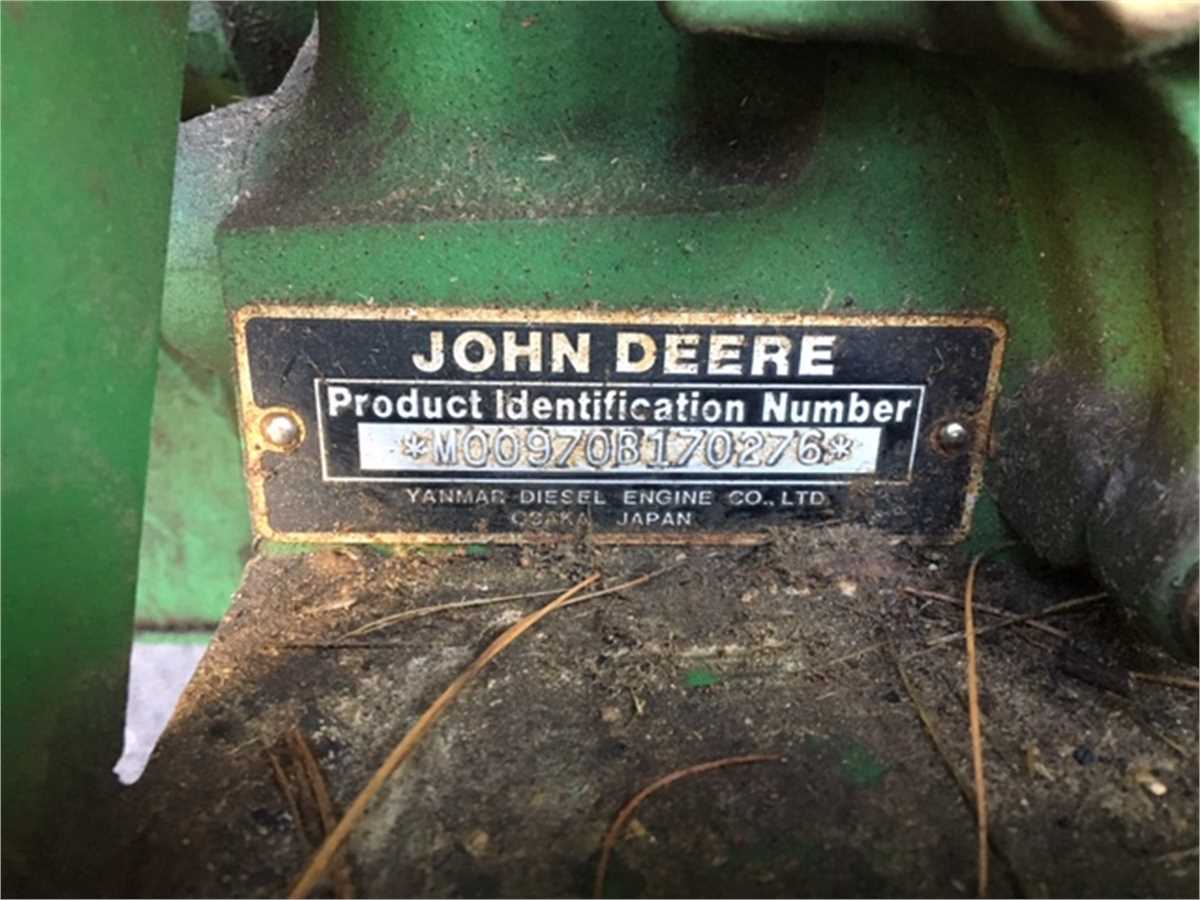 JOHN DEERE
Product Identification Number
*M00970B170276*
YANMAR DIESEL ENGINE CO., LTD
OSAKA JAPAN